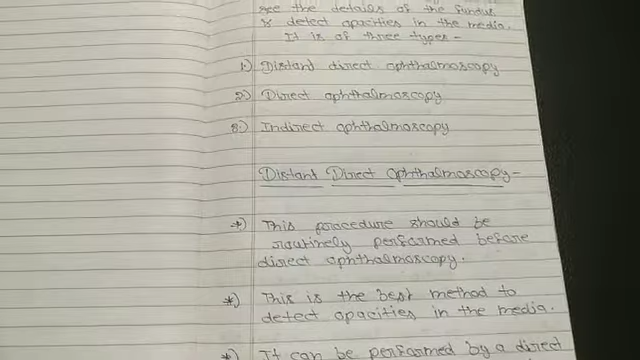 see the details of the fundus
& detect opacities in the media.
It is of three types -
1.) Distant direct ophthalmoscopy
2.) Direct ophthalmoscopy
3.) Indirect ophthalmoscopy
Distant Direct Ophthalmoscopy -
*) This procedure should be
routinely performed before
direct ophthalmoscopy.
*) This is the best method to
detect opacities in the media.
*) It can be performed by a direct